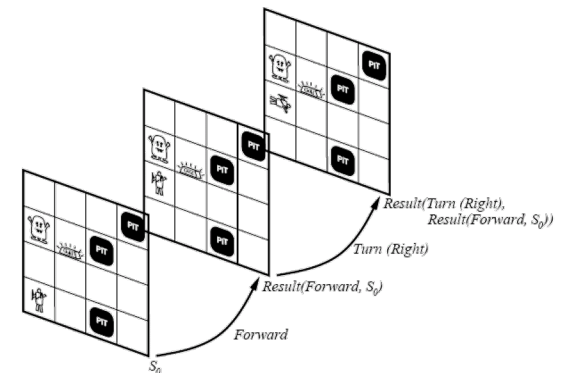 PIT
PIT
PIT
PIT
PIT
PIT
PIT
PIT
PIT
Result(Turn (Right),
Result(Forward, S0))
Turn (Right)
Result(Forward, S0)
Forward
S0